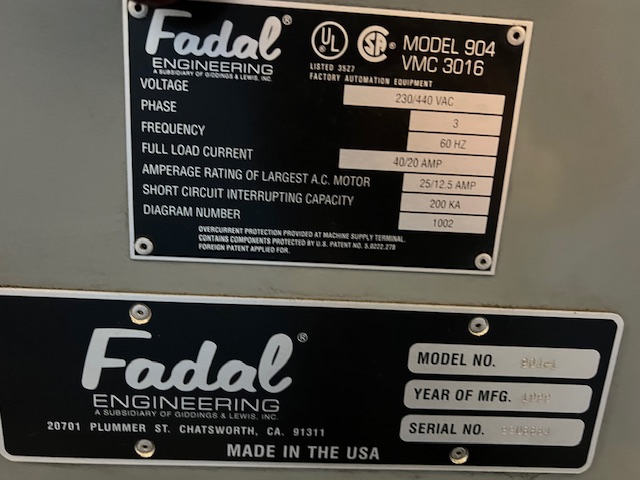 Fadal®
ENGINEERING
A SUBSIDIARY OF GIDDINGS & LEWIS, INC.
UL
LISTED 3527
SA ®
FACTORY AUTOMATION EQUIPMENT
MODEL 904
VMC 3016
VOLTAGE 230/440 VAC
PHASE 3
FREQUENCY 60 HZ
FULL LOAD CURRENT 40/20 AMP
AMPERAGE RATING OF LARGEST A.C. MOTOR 25/12.5 AMP
SHORT CIRCUIT INTERRUPTING CAPACITY 200 KA
DIAGRAM NUMBER 1002
OVERCURRENT PROTECTION PROVIDED AT MACHINE SUPPLY TERMINAL.
CONTAINS COMPONENTS PROTECTED BY U.S. PATENT NO. 5,0222,278
FOREIGN PATENT APPLIED FOR.
Fadal®
ENGINEERING
A SUBSIDIARY OF GIDDINGS & LEWIS, INC.
20701 PLUMMER ST. CHATSWORTH, CA. 91311
MADE IN THE USA
MODEL NO.
YEAR OF MFG.
SERIAL NO.